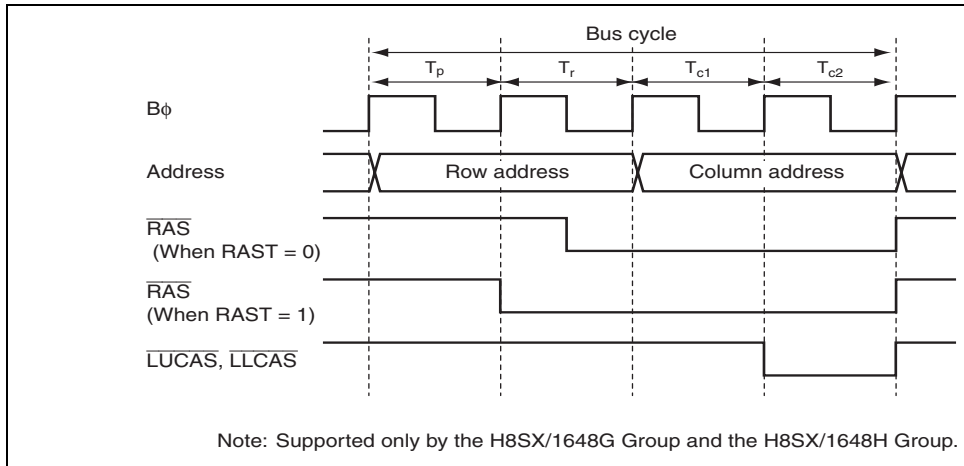 Bus cycle
Tp Tr Tc1 Tc2
Bϕ
Address Row address Column address
RAS
(When RAST = 0)
RAS
(When RAST = 1)
LUCAS, LLCAS
Note: Supported only by the H8SX/1648G Group and the H8SX/1648H Group.